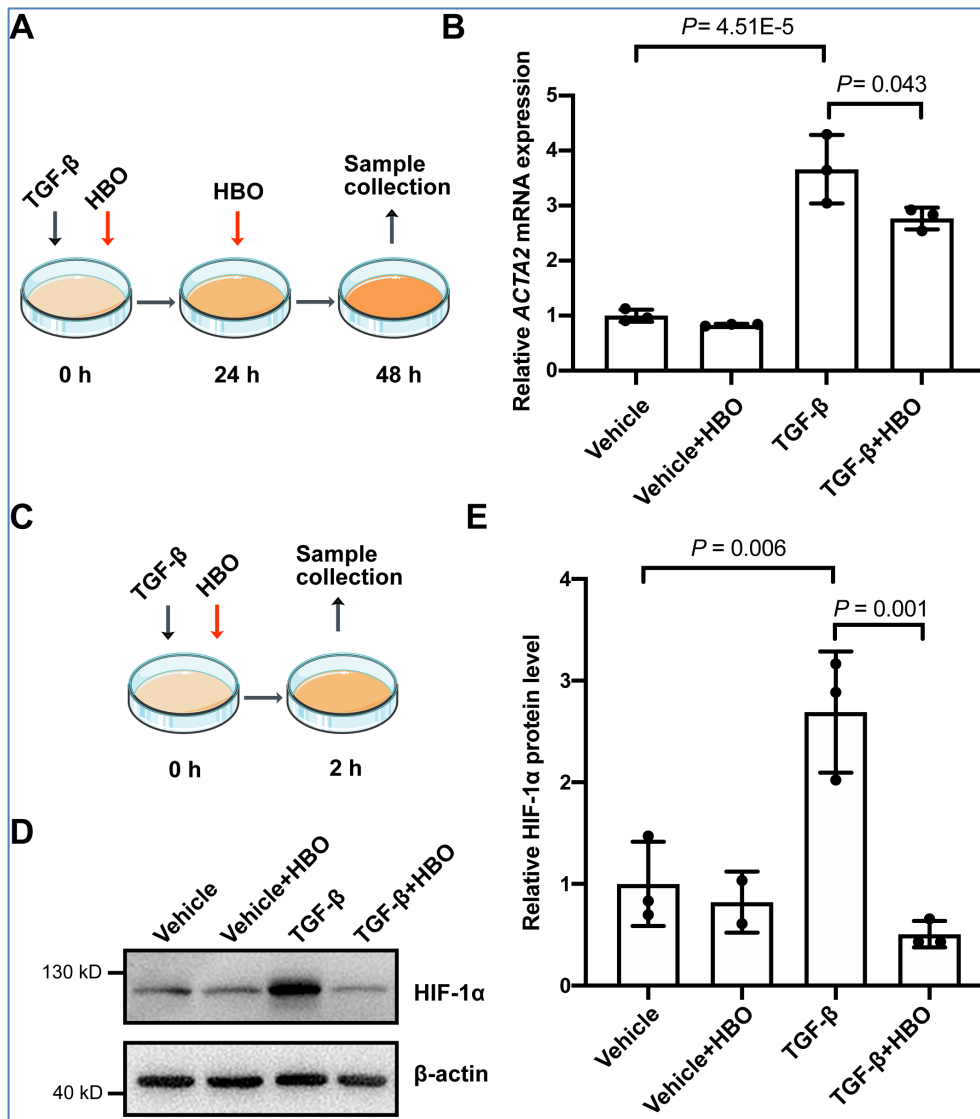 A
TGF-β
HBO
HBO
Sample
collection
0 h
24 h
48 h
B
P= 4.51E-5
P= 0.043
Relative ACTA2 mRNA expression
5
4
3
2
1
0
Vehicle
Vehicle+HBO
TGF-β
TGF-β+HBO
C
TGF-β
HBO
Sample
collection
0 h
2 h
D
Vehicle
Vehicle+HBO
TGF-β
TGF-β+HBO
130 kD
HIF-1α
40 kD
β-actin
E
P = 0.006
P = 0.001
Relative HIF-1α protein level
4
3
2
1
0
Vehicle
Vehicle+HBO
TGF-β
TGF-β+HBO